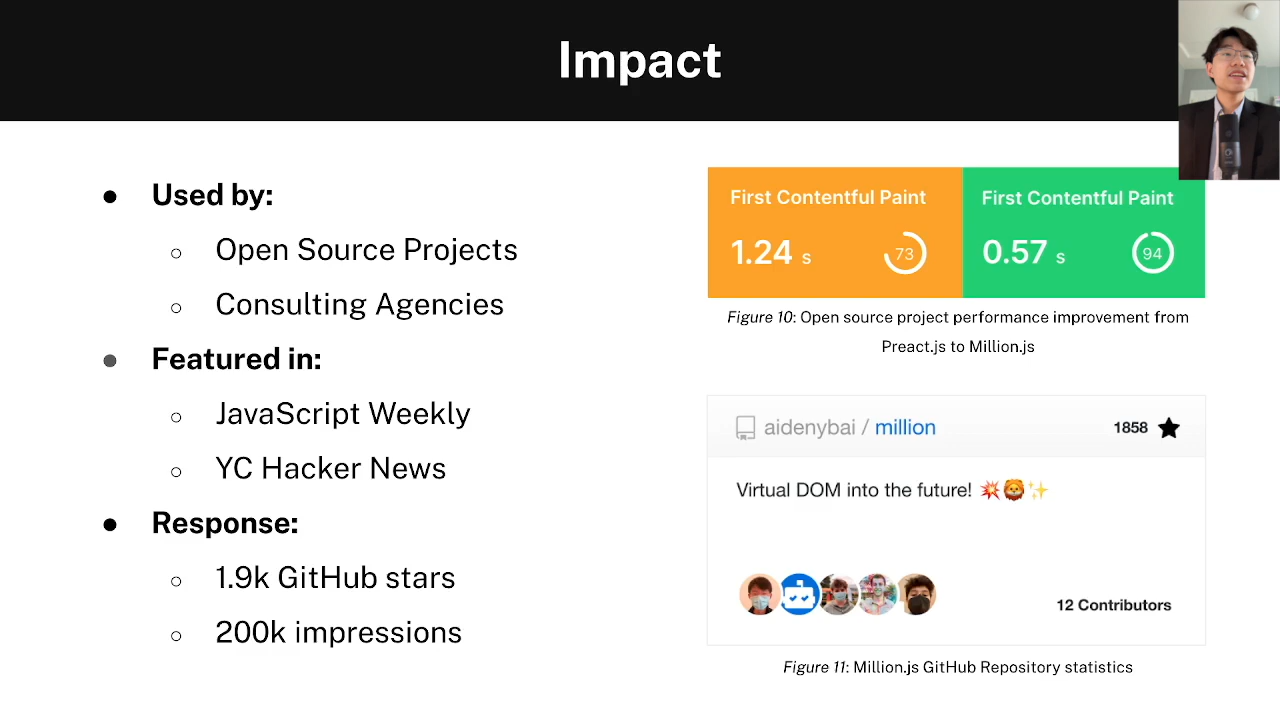 Impact
Used by:
Open Source Projects
Consulting Agencies
Featured in:
JavaScript Weekly
YC Hacker News
Response:
1.9k GitHub stars
200k impressions
First Contentful Paint
1.24 s
73
First Contentful Paint
0.57 s
94
Figure 10: Open source project performance improvement from
Preact.js to Million.js
aidenybai / million
1858
Virtual DOM into the future! 💥🦁✨
12 Contributors
Figure 11: Million.js GitHub Repository statistics